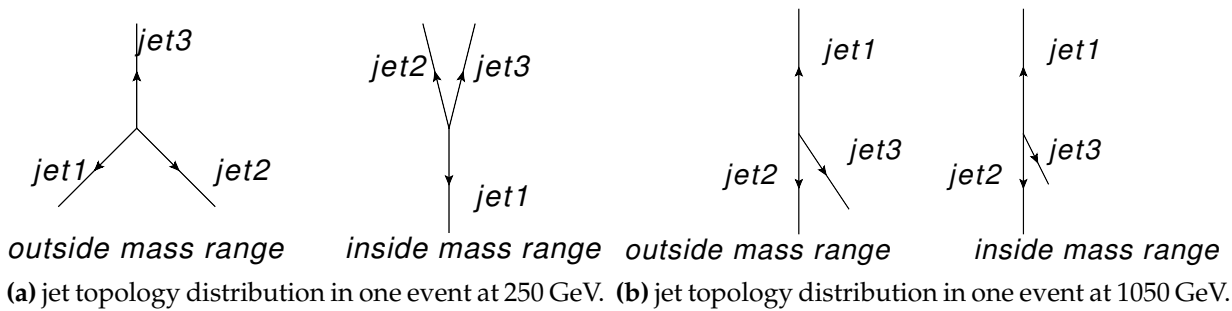 jet3
jet1
jet2
outside mass range
jet2
jet3
jet1
inside mass range
jet1
jet3
jet2
outside mass range
jet1
jet3
jet2
inside mass range
(a) jet topology distribution in one event at 250 GeV.
(b) jet topology distribution in one event at 1050 GeV.